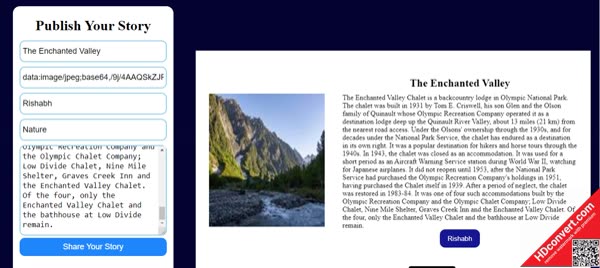 Publish Your Story
The Enchanted Valley
data:image/jpeg;base64,/9j/4AAQSkZJF
Rishabh
Nature
Olympic Recreation Company and
the Olympic Chalet Company;
Low Divide Chalet, Nine Mile
Shelter, Graves Creek Inn and
the Enchanted Valley Chalet.
Of the four, only the
Enchanted Valley Chalet and
the bathhouse at Low Divide
remain.
Share Your Story
The Enchanted Valley
The Enchanted Valley Chalet is a backcountry lodge in Olympic National Park.
The chalet was built in 1931 by Tom E. Criswell, his son Glen and the Olson
family of Quinault whose Olympic Recreation Company operated it as a
destination lodge deep up the Quinault River Valley, about 13 miles (21 km) from
the nearest road access. Under the Olsons' ownership through the 1930s, and for
decades under the National Park Service, the chalet has endured as a destination
in its own right. It was a popular destination for hikers and horse tours through the
1940s. In 1943, the chalet was closed as an accommodation. It was used for a
short period as an Aircraft Warning Service station during World War II, watching
for Japanese airplanes. It did not reopen until 1953, after the National Park
Service had purchased the Olympic Recreation Company's holdings in 1951,
having purchased the Chalet itself in 1939. After a period of neglect, the chalet
was restored in 1983-84 It was one of four such accommodations built by the
Olympic Recreation Company and the Olympic Chalet Company; Low Divide
Chalet, Nine Mile Shelter, Graves Creek Inn and the Enchanted Valley Chalet. Of
the four, only the Enchanted Valley Chalet and the bathhouse at Low Divide
remain.
Rishabh
HDconvert.com